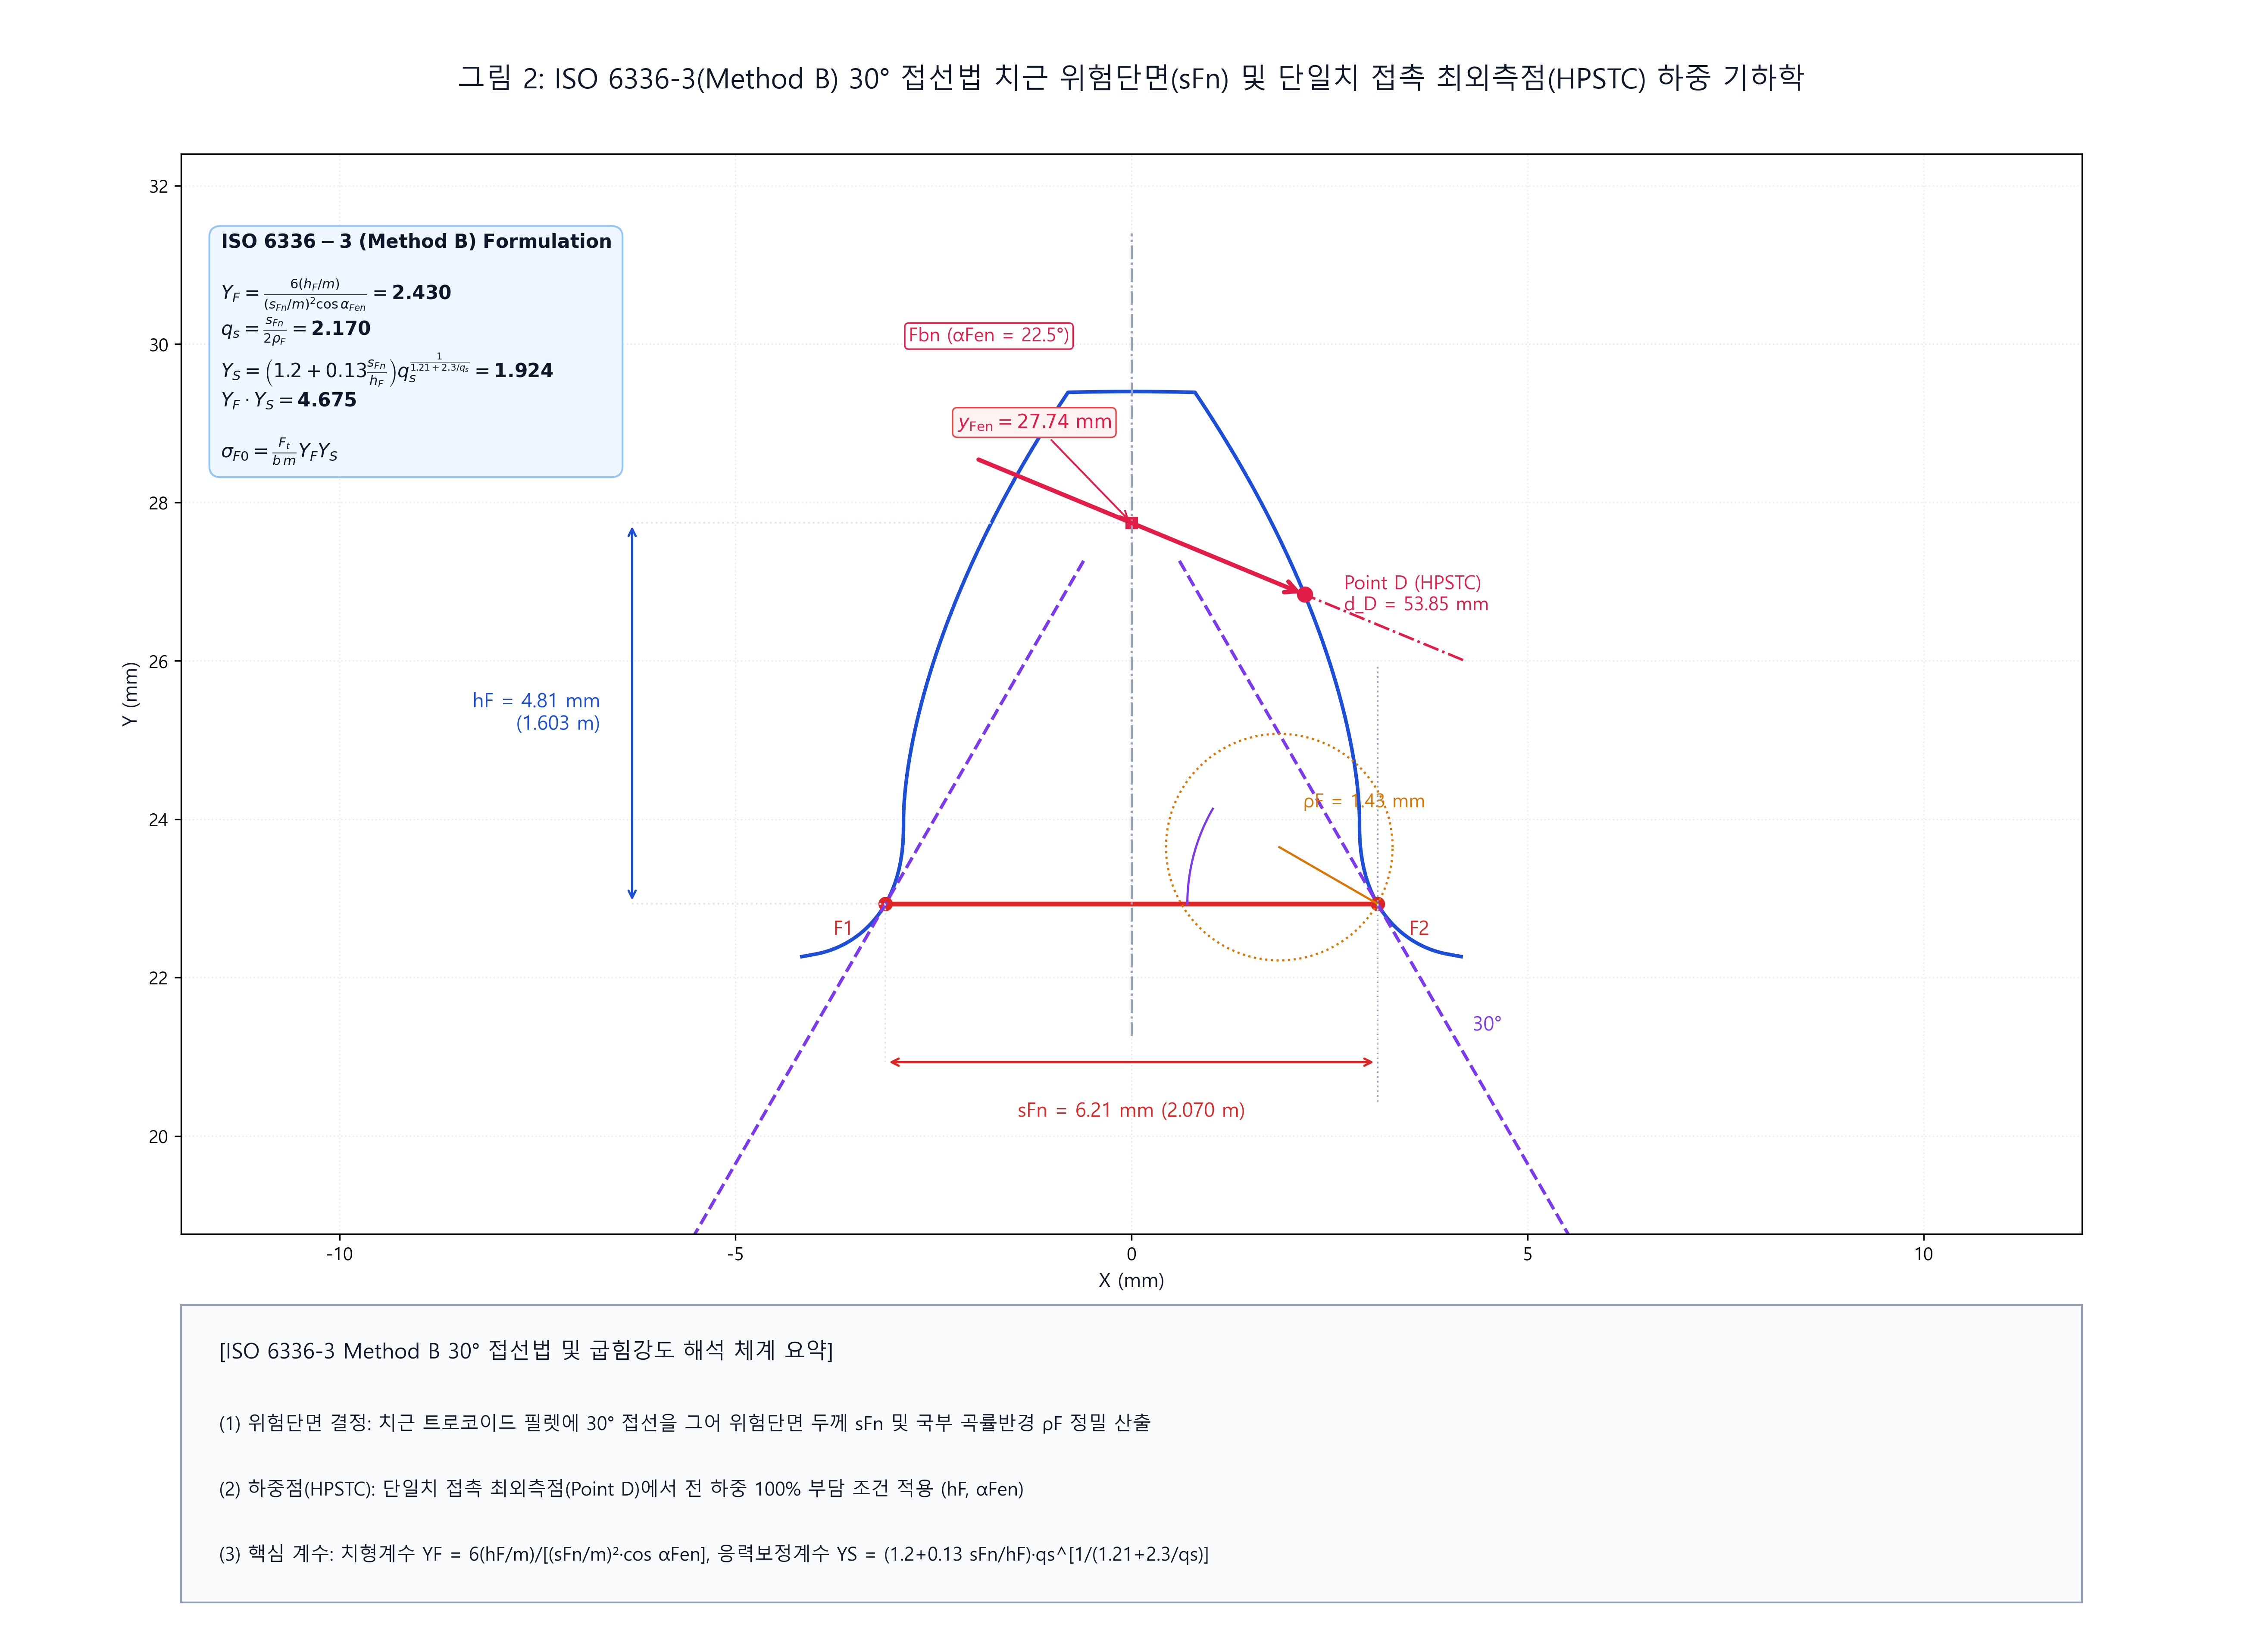 그림 2: ISO 6336-3(Method B) 30° 접선법 치근 위험단면(sFn) 및 단일치 접촉 최외측점(HPSTC) 하중 기하학
ISO 6336 − 3 (Method B) Formulation
Y_F = 6(h_F/m) / (s_Fn/m)² cos α_Fen = 2.430
q_s = s_Fn / 2ρ_F = 2.170
Y_S = (1.2 + 0.13 s_Fn/h_F) q_s^(1/(1.21+2.3/q_s)) = 1.924
Y_F · Y_S = 4.675
σ_F0 = F_t / b m Y_F Y_S
Fbn (αFen = 22.5°)
y_Fen = 27.74 mm
Point D (HPSTC)
d_D = 53.85 mm
hF = 4.81 mm
(1.603 m)
ρF = 1.43 mm
F1
F2
30°
sFn = 6.21 mm (2.070 m)
32
30
28
26
24
22
20
Y (mm)
-10
-5
0
5
10
X (mm)
[ISO 6336-3 Method B 30° 접선법 및 굽힘강도 해석 체계 요약]
(1) 위험단면 결정: 치근 트로코이드 필렛에 30° 접선을 그어 위험단면 두께 sFn 및 국부 곡률반경 ρF 정밀 산출
(2) 하중점(HPSTC): 단일치 접촉 최외측점(Point D)에서 전 하중 100% 부담 조건 적용 (hF, αFen)
(3) 핵심 계수: 치형계수 YF = 6(hF/m)/[(sFn/m)²·cos αFen], 응력보정계수 YS = (1.2+0.13 sFn/hF)·qs^[1/(1.21+2.3/qs)]